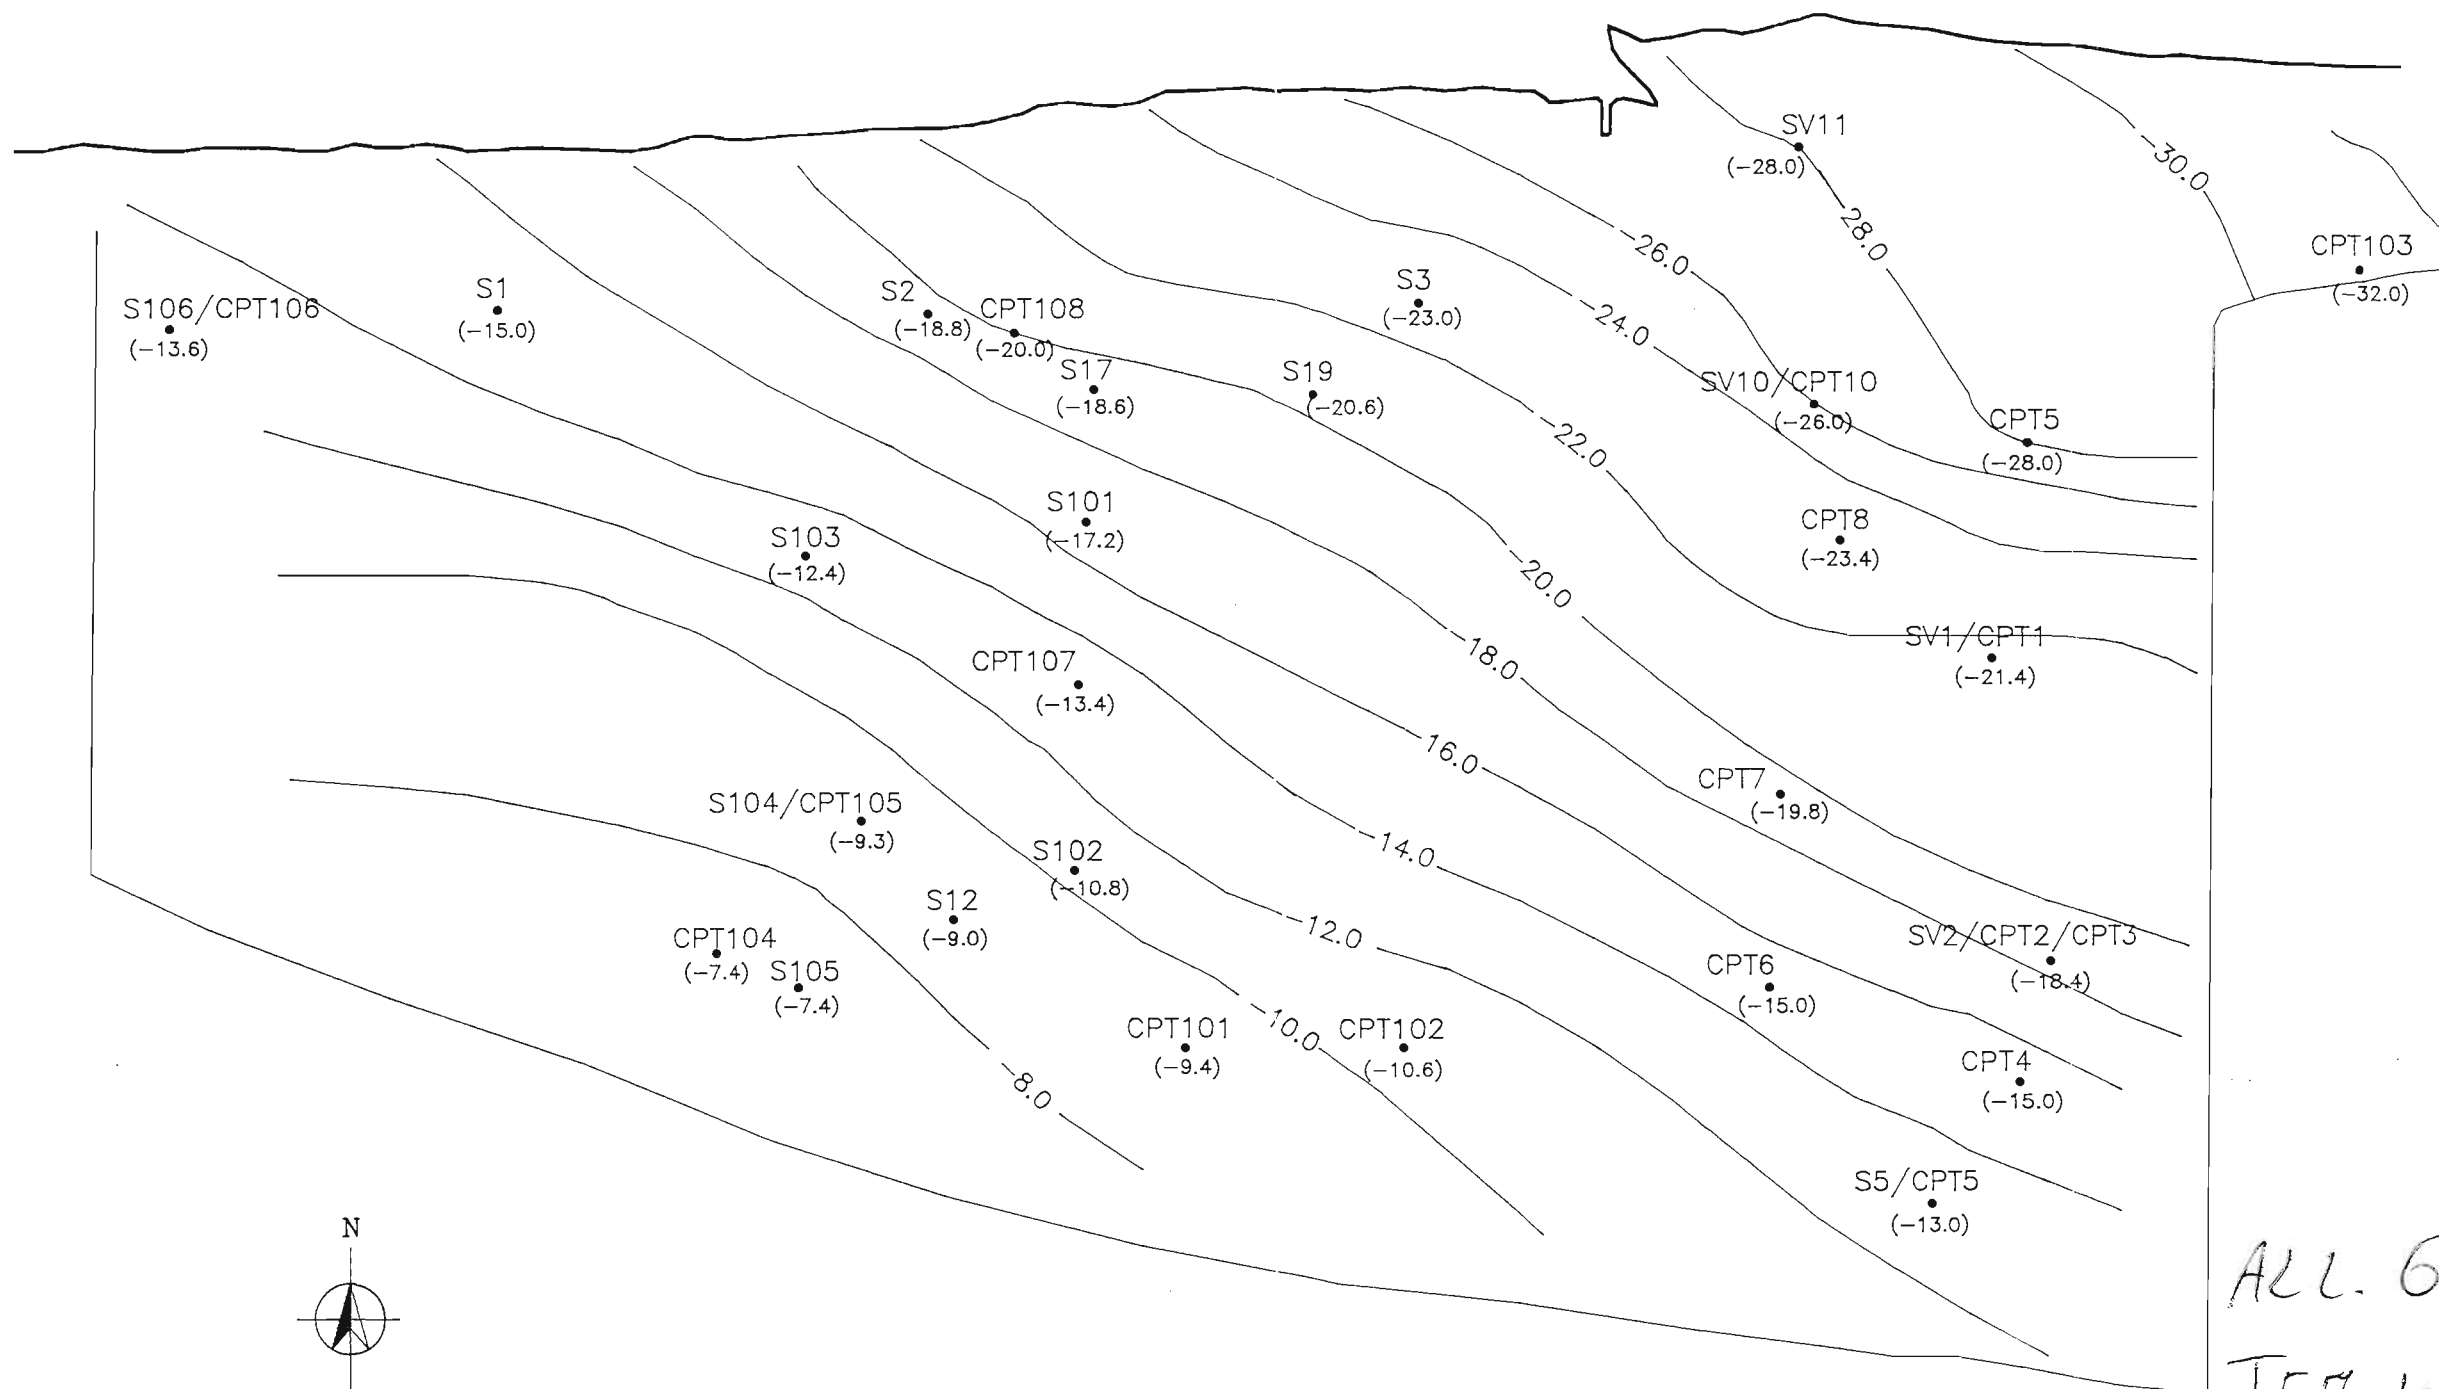 SV11
(-28.0)
-30.0
-28.0
CPT103
(-32.0)
-26.0
S3
(-23.0)
S1
(-15.0)
S2
(-18.8)
CPT108
(-20.0)
S106/CPT106
(-13.6)
-24.0
S17
(-18.6)
S19
(-20.6)
SV10/CPT10
(-26.0)
CPT5
(-28.0)
-22.0
S101
(-17.2)
CPT8
(-23.4)
S103
(-12.4)
-20.0
SV1/CPT1
(-21.4)
-18.0
CPT107
(-13.4)
-16.0
CPT7
(-19.8)
S104/CPT105
(-9.3)
-14.0
S102
(-10.8)
S12
(-9.0)
-12.0
SV2/CPT2/CPT3
(-18.4)
CPT104
(-7.4)
S105
(-7.4)
CPT6
(-15.0)
CPT101
(-9.4)
-10.0
CPT102
(-10.6)
-8.0
CPT4
(-15.0)
S5/CPT5
(-13.0)
N
ALL. 6